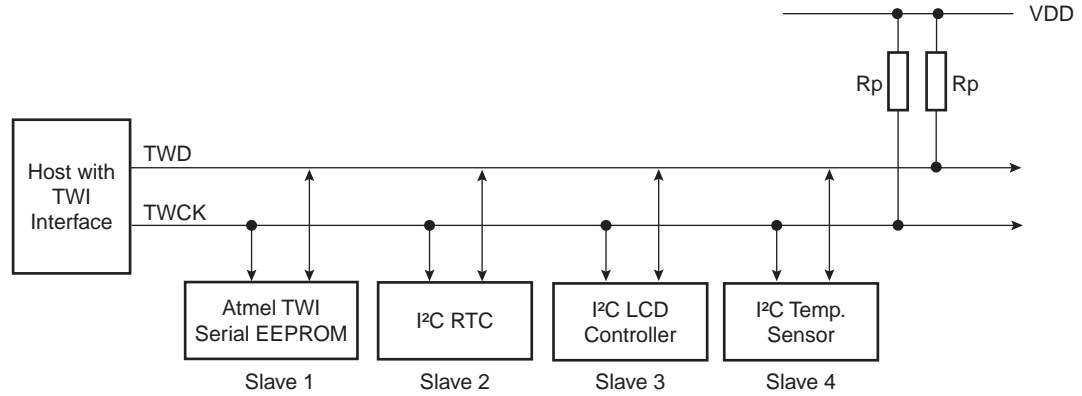 VDD
Rp
Rp
Host with
TWI
Interface
TWD
TWCK
Atmel TWI
Serial EEPROM
I²C RTC
I²C LCD
Controller
I²C Temp.
Sensor
Slave 1
Slave 2
Slave 3
Slave 4